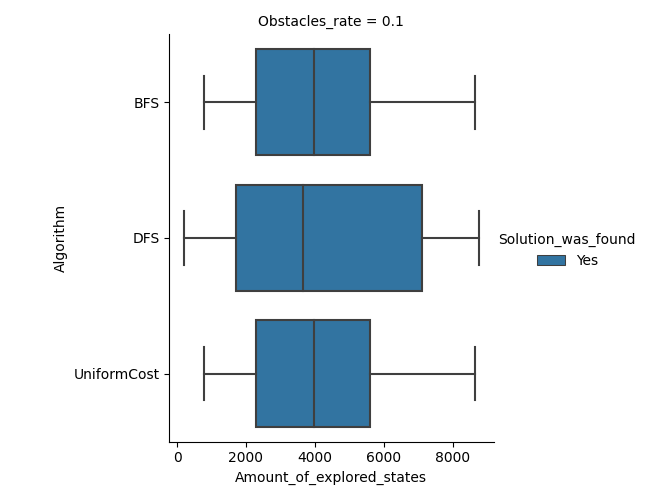 Obstacles_rate = 0.1
BFS
DFS
UniformCost
Algorithm
0 2000 4000 6000 8000
Amount_of_explored_states
Solution_was_found
Yes